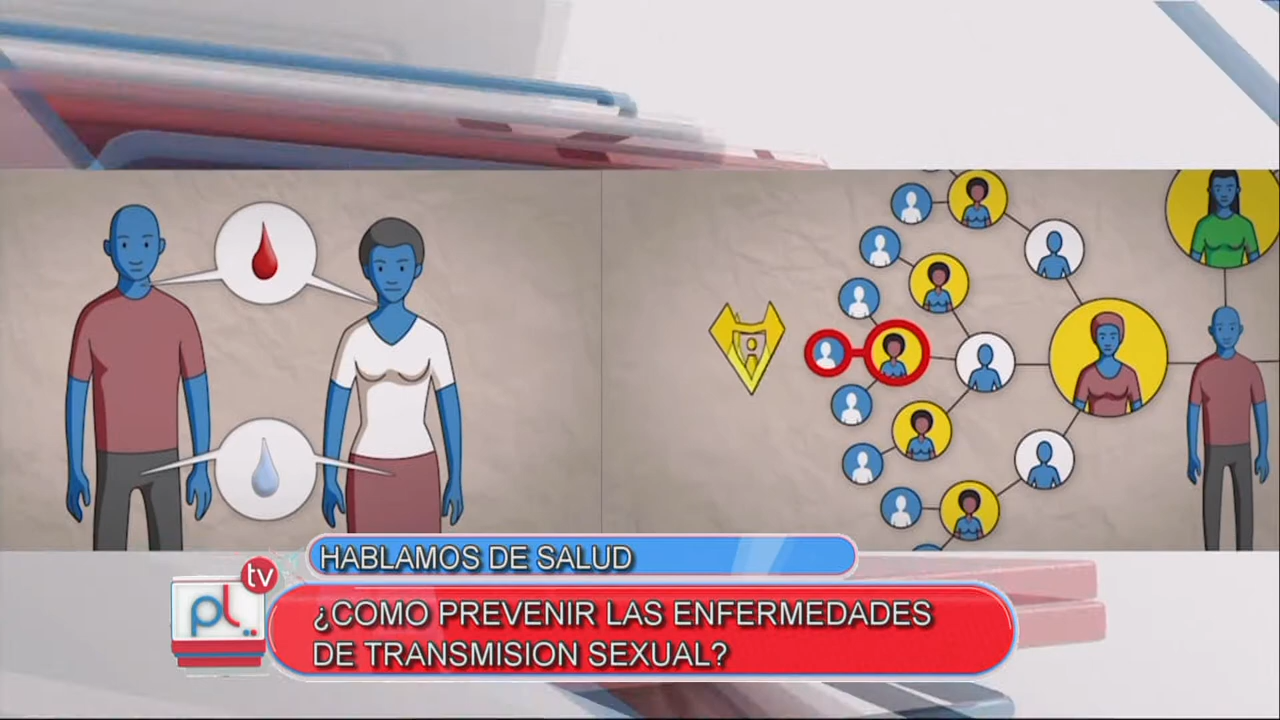 HABLAMOS DE SALUD
tv
pl..
¿COMO PREVENIR LAS ENFERMEDADES
DE TRANSMISION SEXUAL?